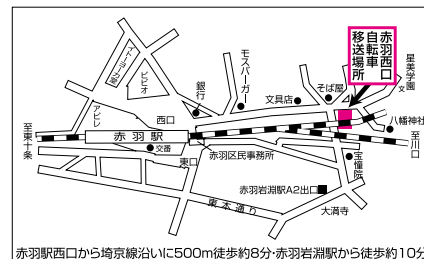 赤羽西口
自転車
移送場所
星美学園
文
イトーヨーカ堂
ビビオ
アピレ
銀行
モスバーガー
文具店
そば屋
八幡神社
西口
至東十条
赤羽駅
交番
東口
赤羽区民事務所
至川口
宝幢院
赤羽岩淵駅A2出口
大満寺
東本通り
赤羽駅西口から埼京線沿いに500m徒歩約8分・赤羽岩淵駅から徒歩約10分